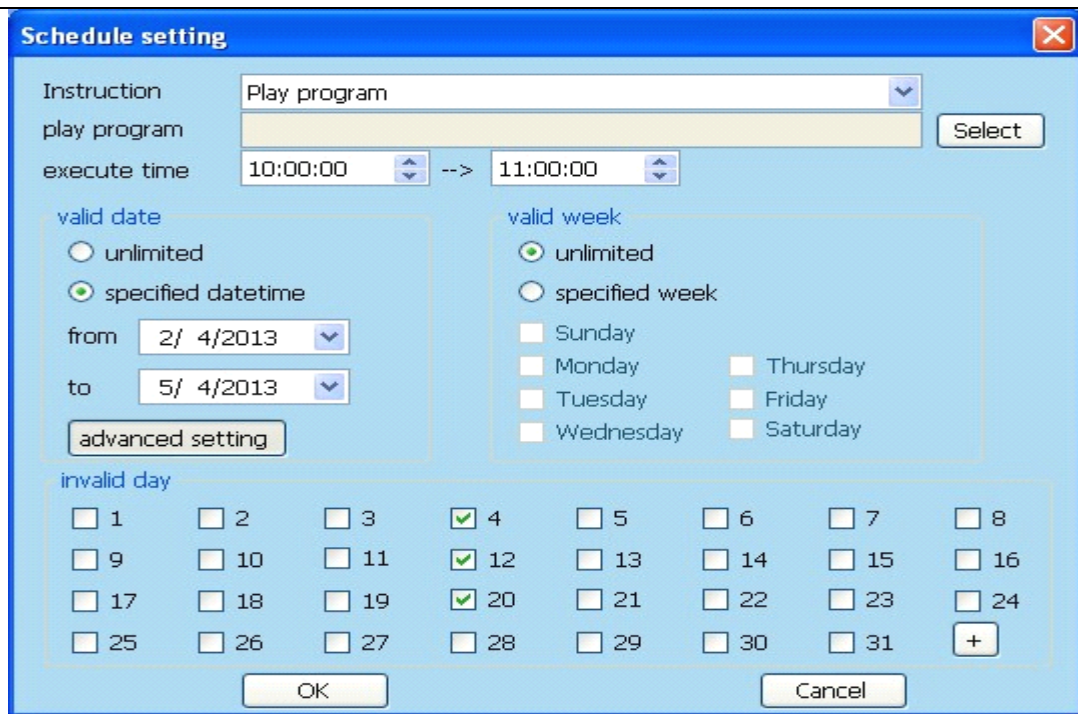 Schedule setting
Instruction Play program
play program Select
execute time 10:00:00 --> 11:00:00
valid date valid week
unlimited unlimited
specified datetime specified week
from 2/ 4/2013 Sunday
Monday Thursday
to 5/ 4/2013 Tuesday Friday
advanced setting Wednesday Saturday
invalid day
1 2 3 4 5 6 7 8
9 10 11 12 13 14 15 16
17 18 19 20 21 22 23 24
25 26 27 28 29 30 31 +
OK Cancel